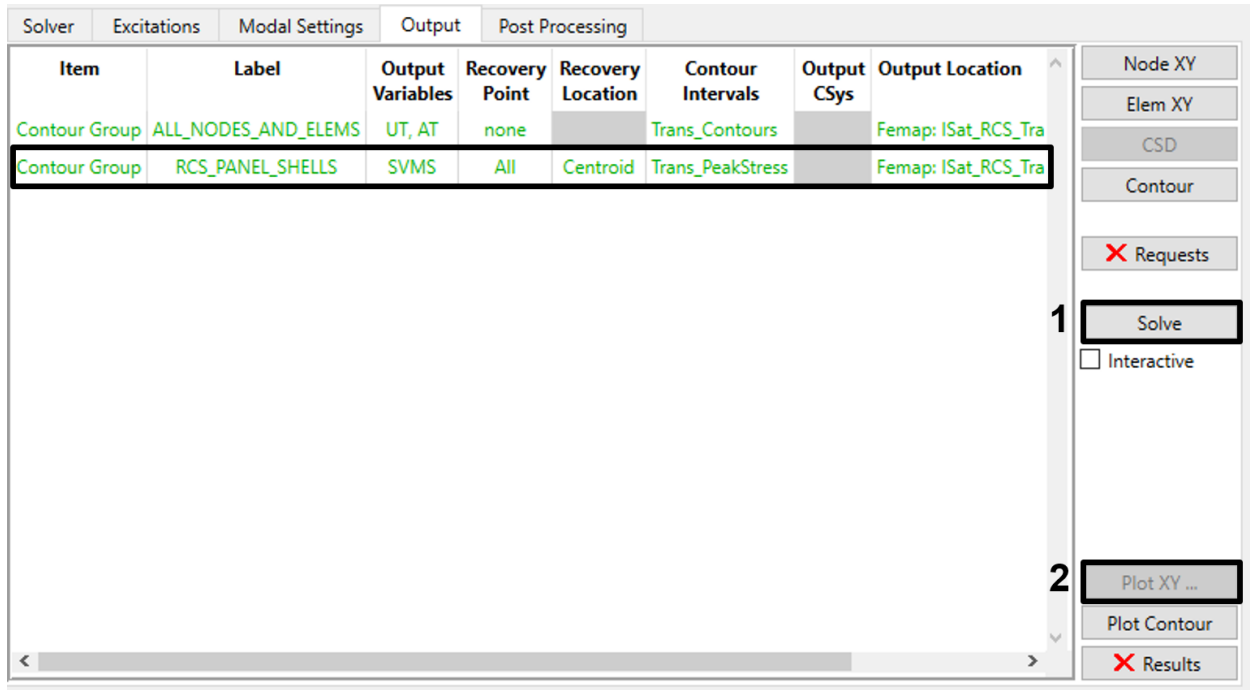 Solver Excitations Modal Settings Output Post Processing
Item Label Output Variables Recovery Point Recovery Location Contour Intervals Output CSys Output Location
Contour Group ALL_NODES_AND_ELEMS UT, AT none Trans_Contours Femap: ISat_RCS_Tra
Contour Group RCS_PANEL_SHELLS SVMS All Centroid Trans_PeakStress Femap: ISat_RCS_Tra
Node XY
Elem XY
CSD
Contour
Requests
1 Solve
Interactive
2 Plot XY ...
Plot Contour
Results